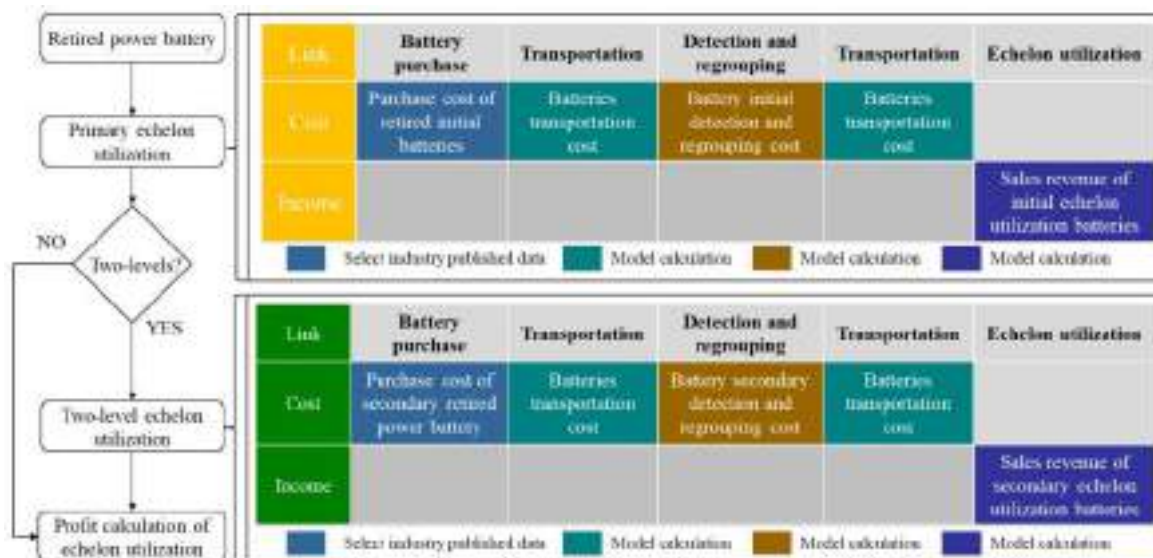 Retired power battery
Primary echelon
utilization
NO
Two-levels?
YES
Two-level echelon
utilization
Profit calculation of
echelon utilization
Link
Battery
purchase
Transportation
Detection and
regrouping
Transportation
Echelon utilization
Cost
Purchase cost of
retired initial
batteries
Batteries
transportation
cost
Battery initial
detection and
regrouping cost
Batteries
transportation
cost
Income
Sales revenue of
initial echelon
utilization batteries
Select industry published data
Model calculation
Model calculation
Model calculation
Link
Battery
purchase
Transportation
Detection and
regrouping
Transportation
Echelon utilization
Cost
Purchase cost of
secondary retired
power battery
Batteries
transportation
cost
Battery secondary
detection and
regrouping cost
Batteries
transportation
cost
Income
Sales revenue of
secondary echelon
utilization batteries
Select industry published data
Model calculation
Model calculation
Model calculation